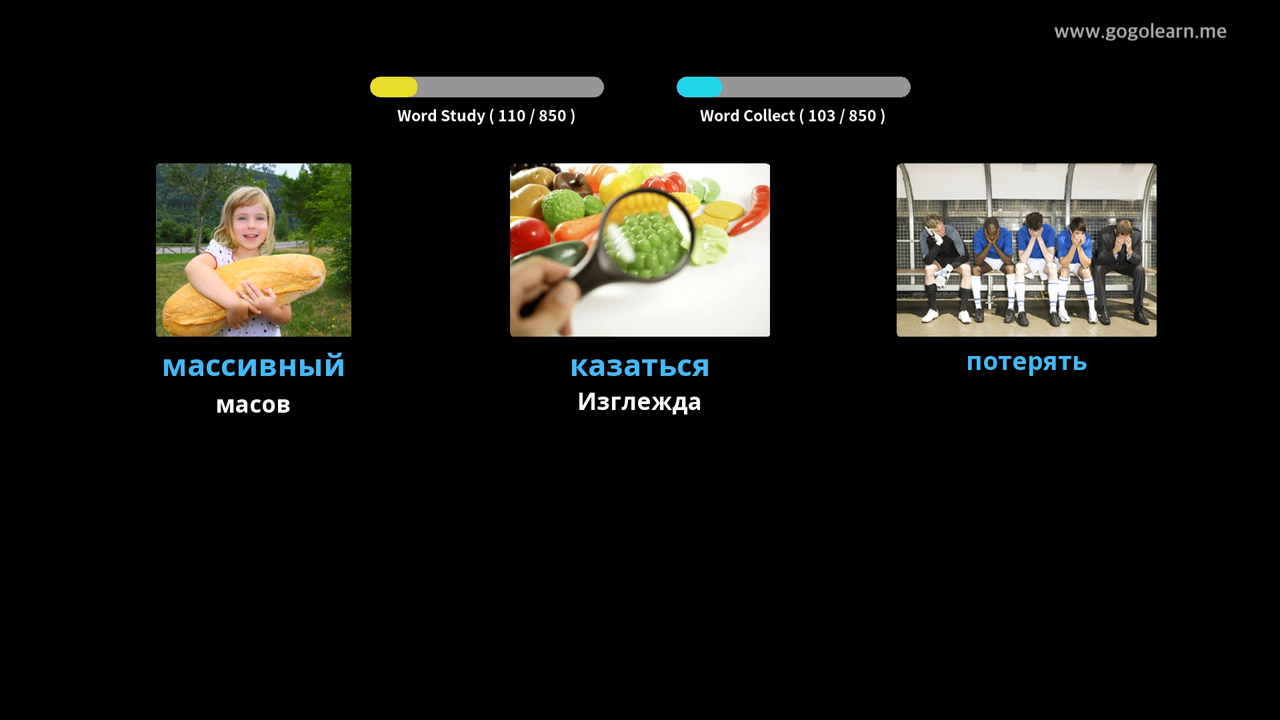 www.gogolearn.me
Word Study ( 110 / 850 )
Word Collect ( 103 / 850 )
массивный
масов
казаться
Изглежда
потерять